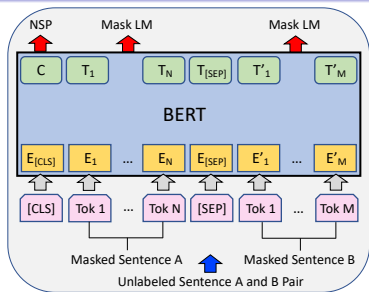 NSP Mask LM Mask LM
C T1 TN T[SEP] T'1 T'M
BERT
E[CLS] E1 ... EN E[SEP] E'1 ... E'M
[CLS] Tok 1 ... Tok N [SEP] Tok 1 ... Tok M
Masked Sentence A Masked Sentence B
Unlabeled Sentence A and B Pair